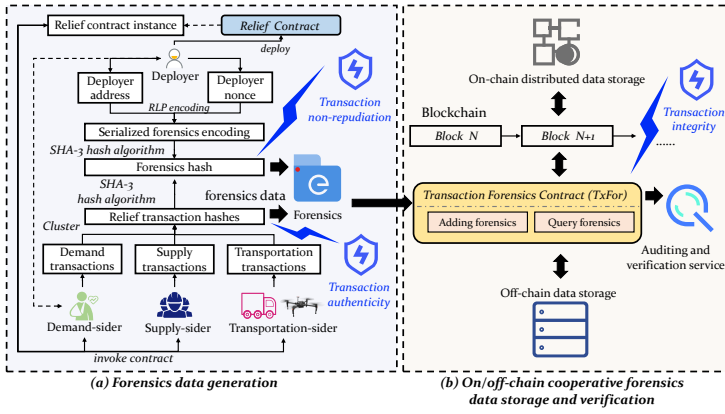 Relief contract instance
Relief Contract
deploy
Deployer
Deployer
address
Deployer
nonce
RLP encoding
Serialized forensics encoding
SHA-3 hash algorithm
Forensics hash
SHA-3
hash algorithm
forensics data
Relief transaction hashes
Forensics
Cluster
Demand
transactions
Supply
transactions
Transportation
transactions
Demand-sider
Supply-sider
Transportation-sider
invoke contract
Transaction
non-repudiation
Transaction
authenticity
(a) Forensics data generation
On-chain distributed data storage
Blockchain
Block N
Block N+1
......
Transaction
integrity
Transaction Forensics Contract (TxFor)
Adding forensics
Query forensics
Auditing and
verification service
Off-chain data storage
(b) On/off-chain cooperative forensics
data storage and verification